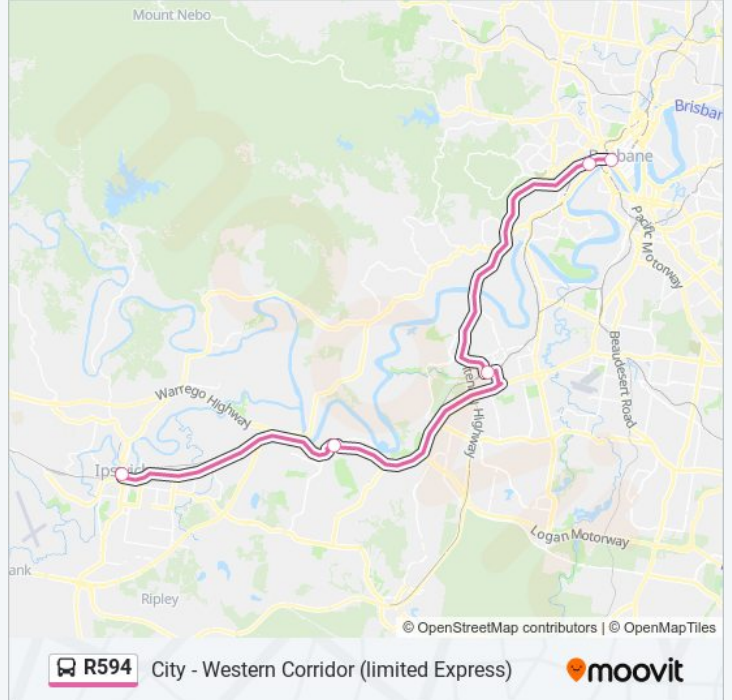 Mount Nebo
Brisban
Brisbane
Pacific Motorway
Beaudesert Road
Warrego Highway
Highway
Ipswich
Logan Motorway
ank
Ripley
© OpenStreetMap contributors | © OpenMapTiles
R594 City - Western Corridor (limited Express) moovit